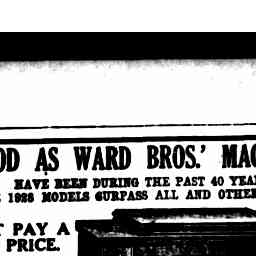 OD AS WARD BROS.' MAG
HAVE BEEN DURING THE PAST 40 YEA
1928 MODELS SURPASS ALL AND OTHE
T PAY A
PRICE.